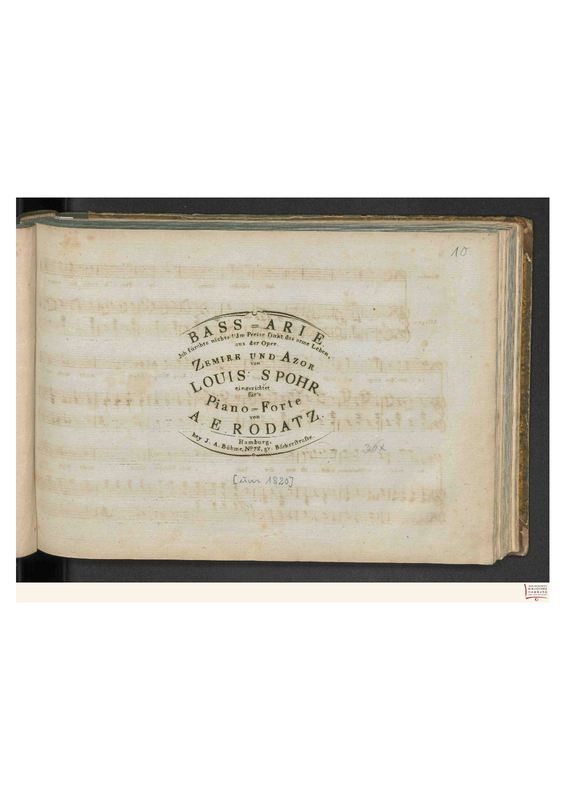 10
BASS=ARIE,
Ich fürchte nichts! Im Preise sinkt das arme Leben,
aus der Oper
ZEMIRE UND AZOR
von
LOUIS SPOHR
eingerichtet
für's
Piano=Forte
von
A. E. RODATZ.
Hamburg,
bey J. A. Böhme, No. 72, gr. Bäckerstrasse.
[um 1820]